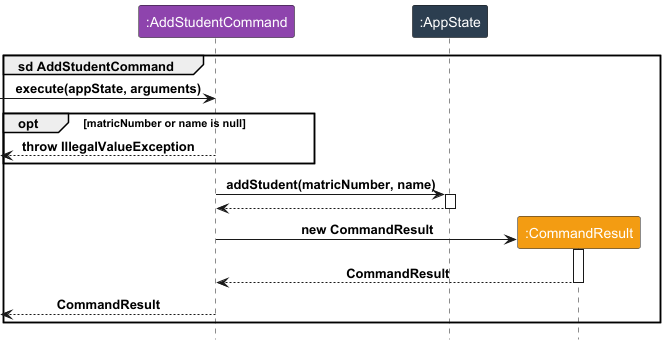 :AddStudentCommand
:AppState
sd AddStudentCommand
execute(appState, arguments)
opt
[matricNumber or name is null]
throw IllegalValueException
addStudent(matricNumber, name)
new CommandResult
:CommandResult
CommandResult
CommandResult